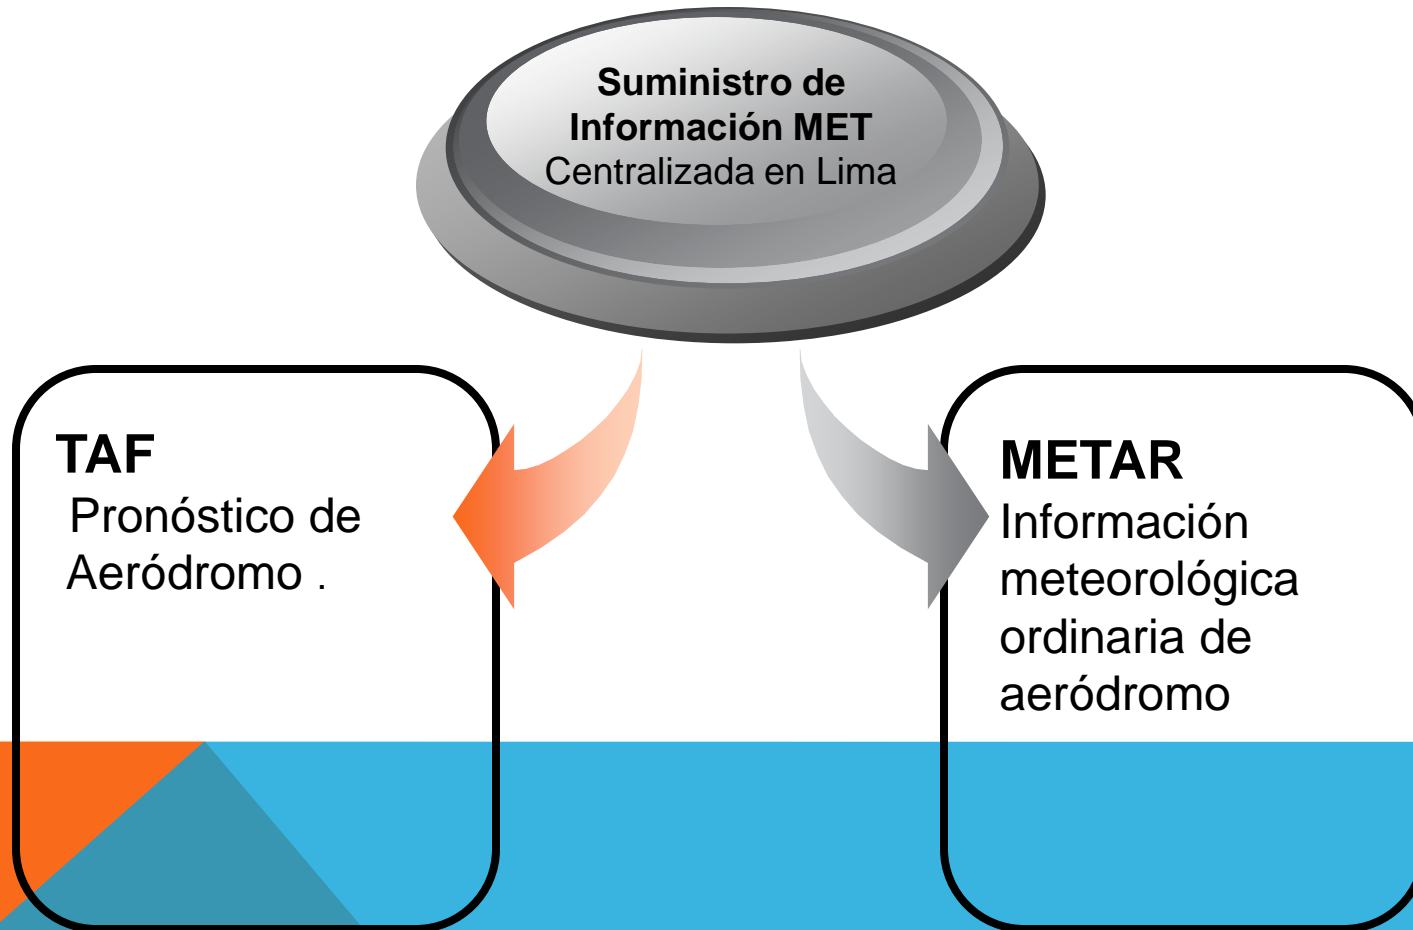 Suministro de
Información MET
Centralizada en Lima
TAF
Pronóstico de
Aeródromo .
METAR
Información
meteorológica
ordinaria de
aeródromo